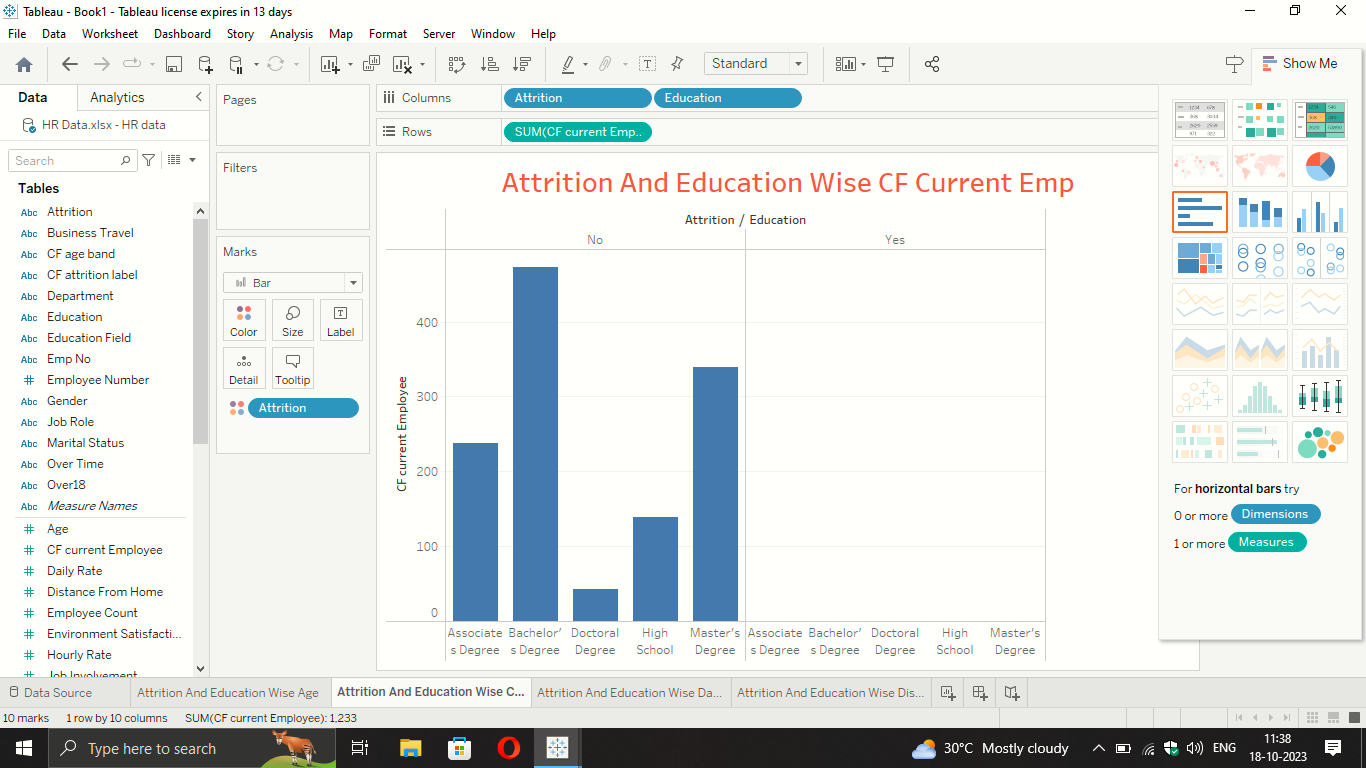 Tableau - Book1 - Tableau license expires in 13 days
File Data Worksheet Dashboard Story Analysis Map Format Server Window Help
Standard
Show Me
Data Analytics
HR Data.xlsx - HR data
Search
Tables
Abc Attrition
Abc Business Travel
Abc CF age band
Abc CF attrition label
Abc Department
Abc Education
Abc Education Field
Abc Emp No
# Employee Number
Abc Gender
Abc Job Role
Abc Marital Status
Abc Over Time
Abc Over18
Abc Measure Names
# Age
# CF current Employee
# Daily Rate
# Distance From Home
# Employee Count
# Environment Satisfacti...
# Hourly Rate
# Job Involvement
Pages
Filters
Marks
Bar
Color Size Label
Detail Tooltip
Attrition
Columns Attrition Education
Rows SUM(CF current Emp..
Attrition And Education Wise CF Current Emp
Attrition / Education
No Yes
CF current Employee
400
300
200
100
0
Associate Bachelor’ Doctoral High Master’s Associate Bachelor’ Doctoral High Master’s
s Degree s Degree Degree School Degree s Degree s Degree Degree School Degree
For horizontal bars try
0 or more Dimensions
1 or more Measures
Data Source Attrition And Education Wise Age Attrition And Education Wise C... Attrition And Education Wise Da... Attrition And Education Wise Dis...
10 marks 1 row by 10 columns SUM(CF current Employee): 1,233
Type here to search
30°C Mostly cloudy
ENG
11:38
18-10-2023